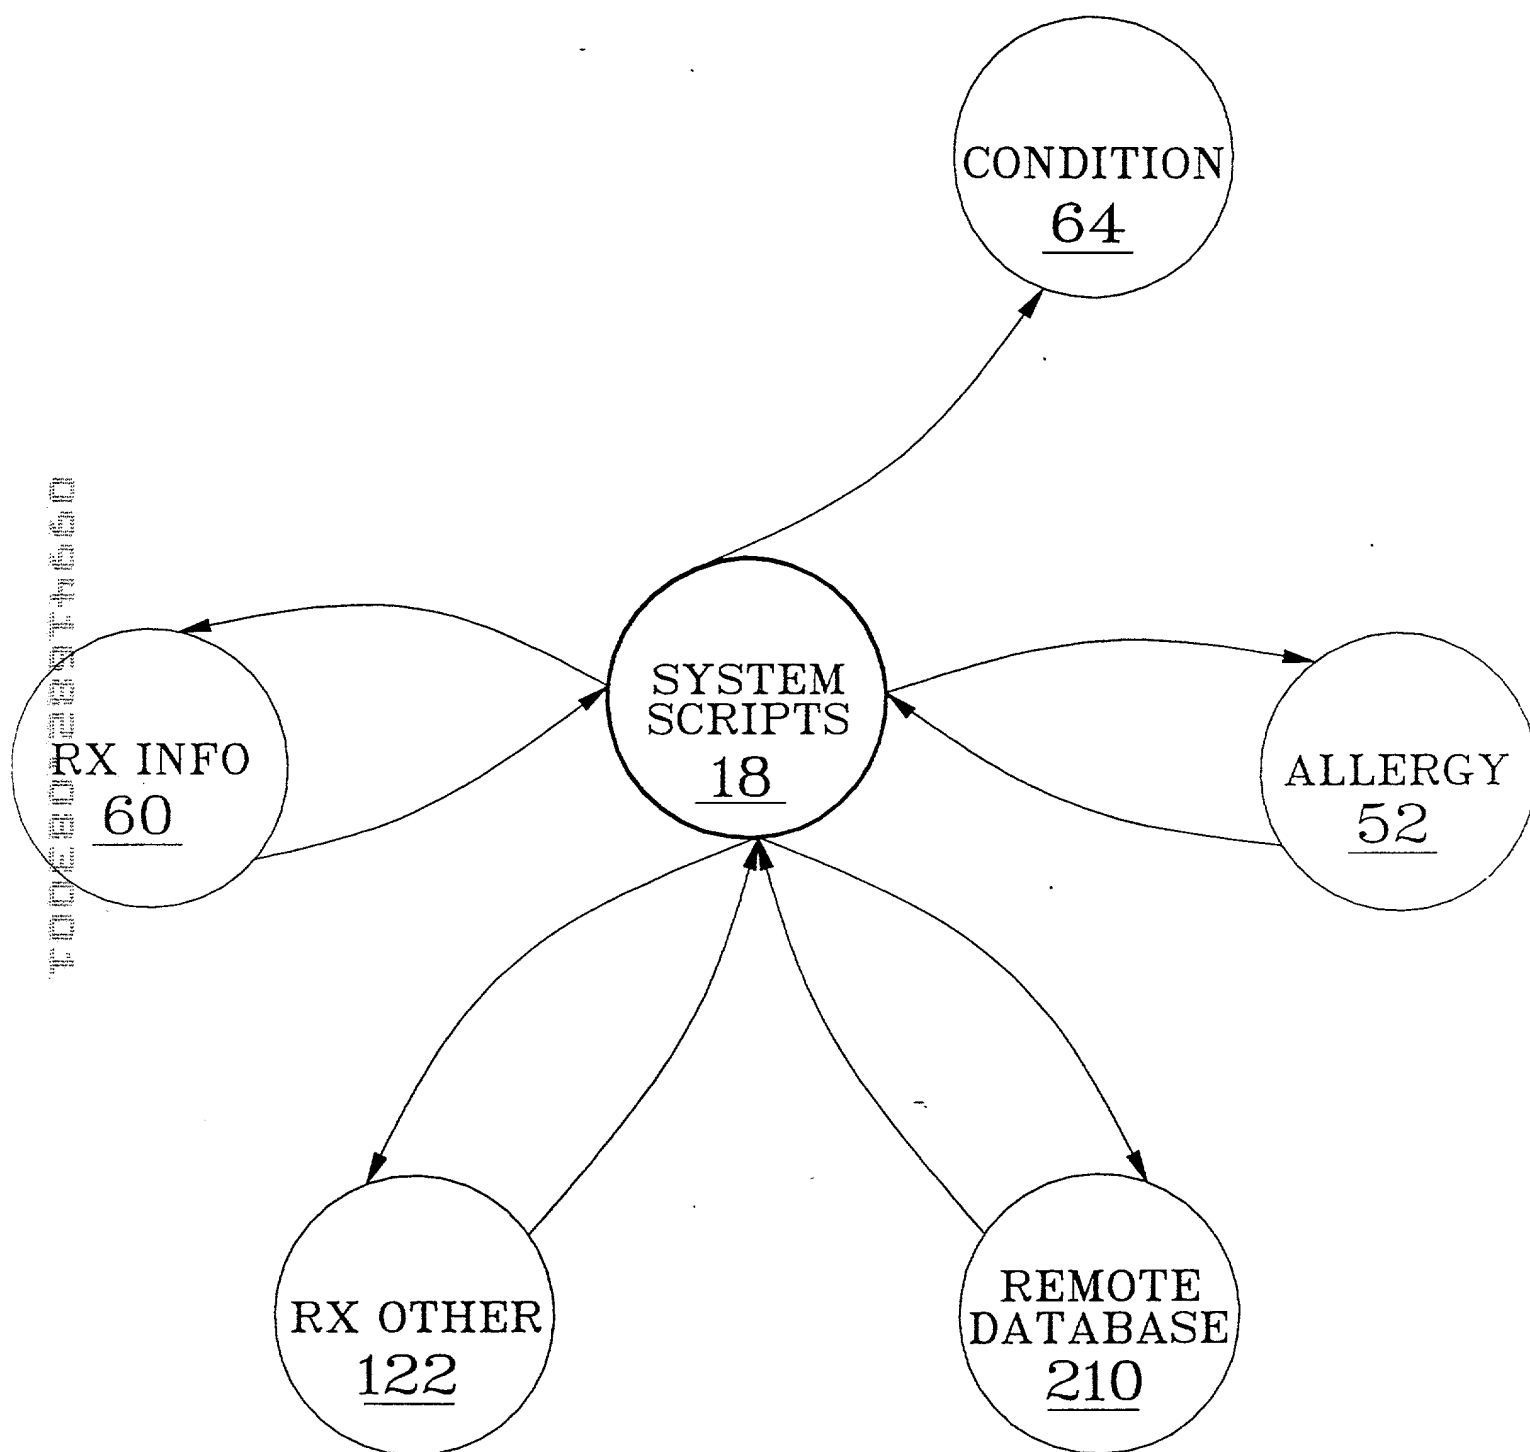 CONDITION
64
SYSTEM
SCRIPTS
18
RX INFO
60
ALLERGY
52
RX OTHER
122
REMOTE
DATABASE
210